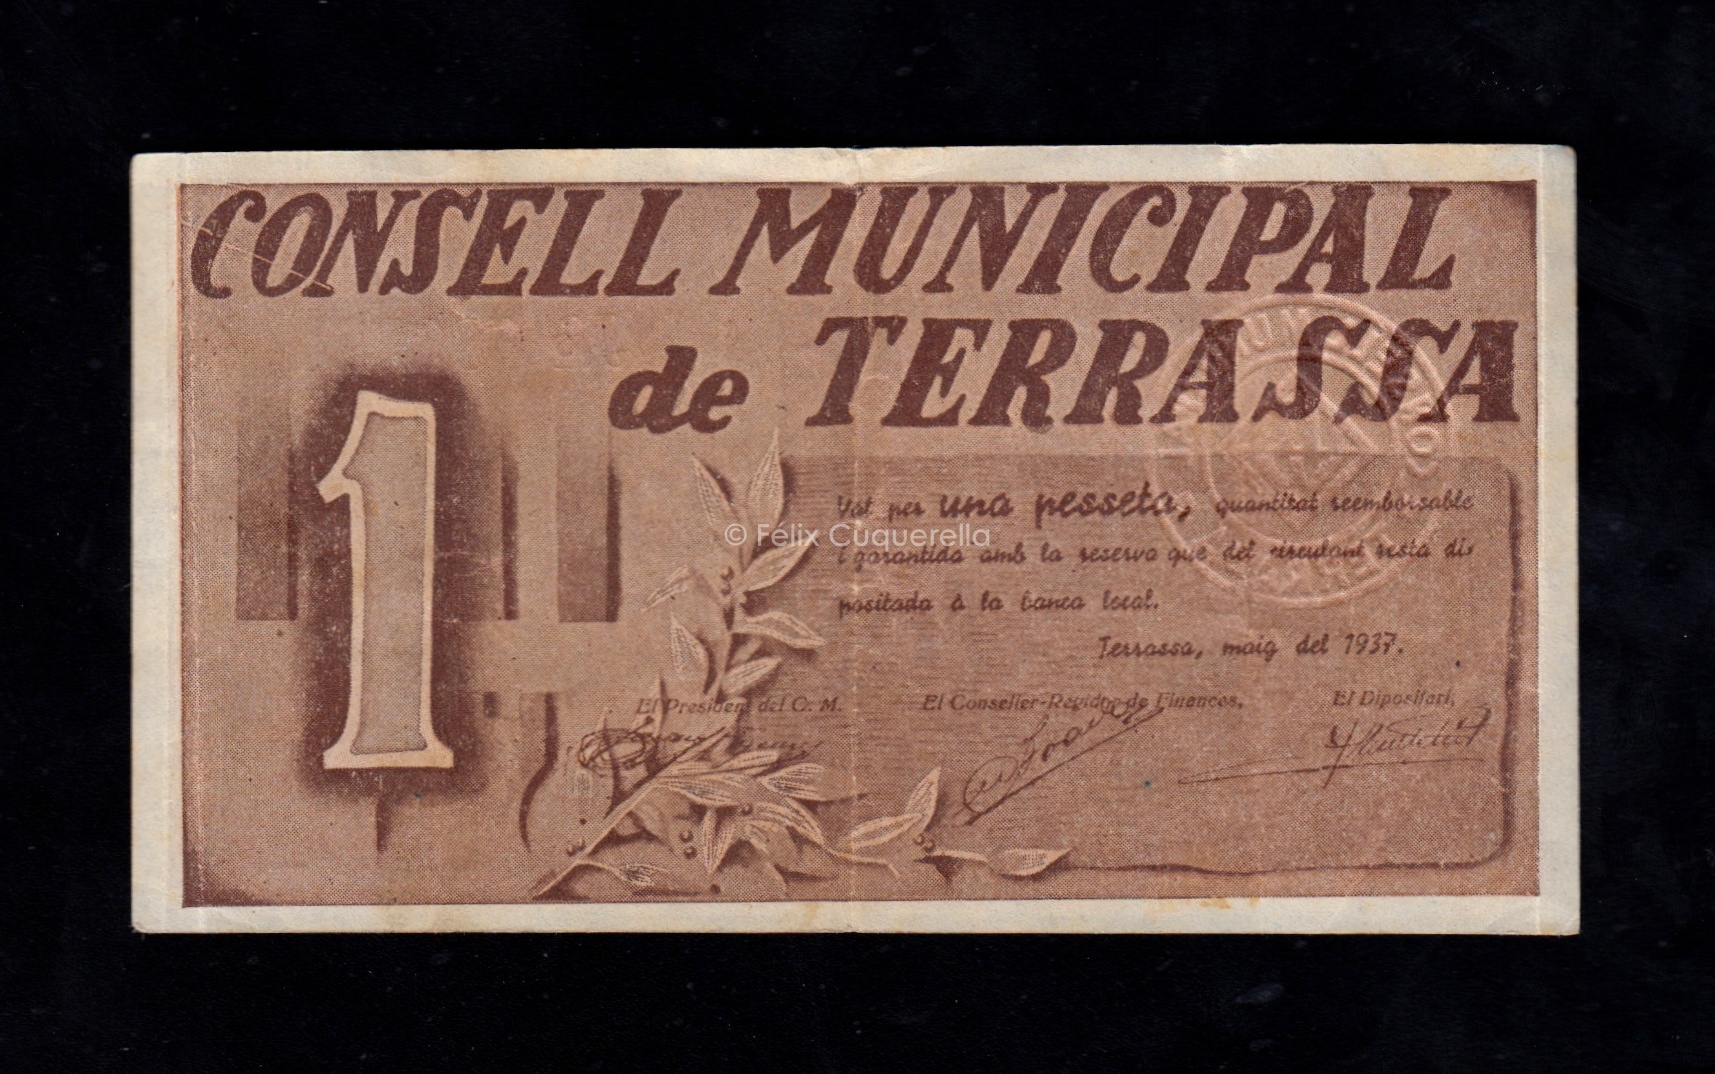 CONSELL MUNICIPAL
de TERRASSA
1
Val per una pesseta, quantitat reemborsable
© Fèlix Cuquerella
i garantida amb la reserva que del circulant resta di-
positada à la banca local.
Terrassa, maig del 1937.
El President del C. M. El Conseller-Regidor de Finances, El Dipositari,